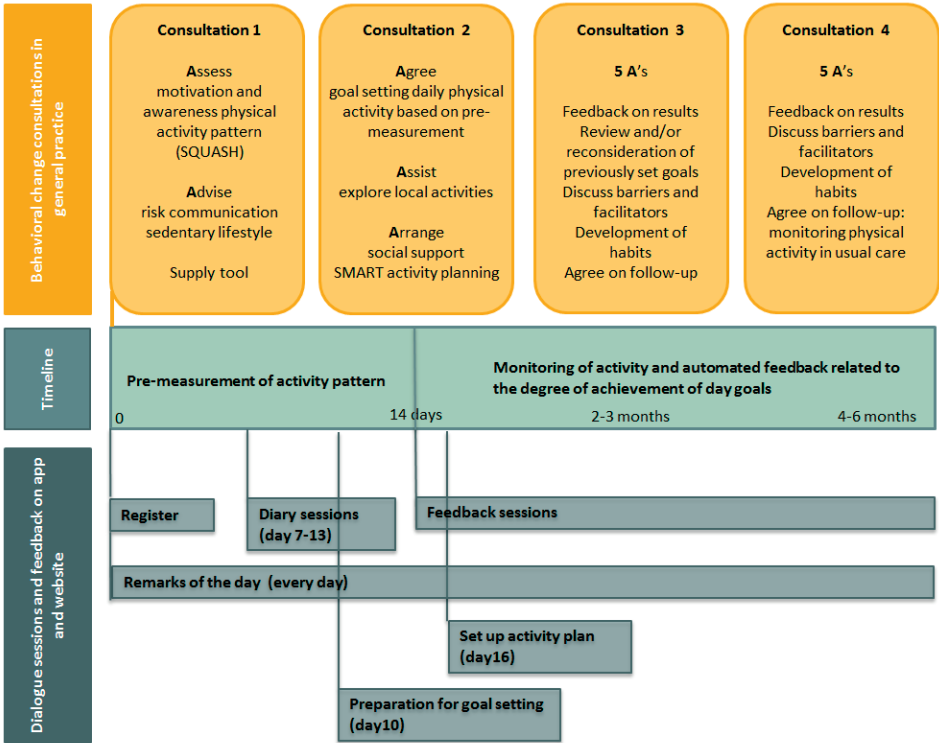 Behavioral change consultations in
general practice
Consultation 1
Assess
motivation and
awareness physical
activity pattern
(SQUASH)
Advise
risk communication
sedentary lifestyle
Supply tool
Consultation 2
Agree
goal setting daily physical
activity based on pre-
measurement
Assist
explore local activities
Arrange
social support
SMART activity planning
Consultation 3
5 A's
Feedback on results
Review and/or
reconsideration of
previously set goals
Discuss barriers and
facilitators
Development of
habits
Agree on follow-up
Consultation 4
5 A's
Feedback on results
Discuss barriers and
facilitators
Development of
habits
Agree on follow-up:
monitoring physical
activity in usual care
Timeline
Pre-measurement of activity pattern
Monitoring of activity and automated feedback related to
the degree of achievement of day goals
0
14 days
2-3 months
4-6 months
Dialogue sessions and feedback on app
and website
Register
Diary sessions
(day 7-13)
Feedback sessions
Remarks of the day (every day)
Set up activity plan
(day16)
Preparation for goal setting
(day10)